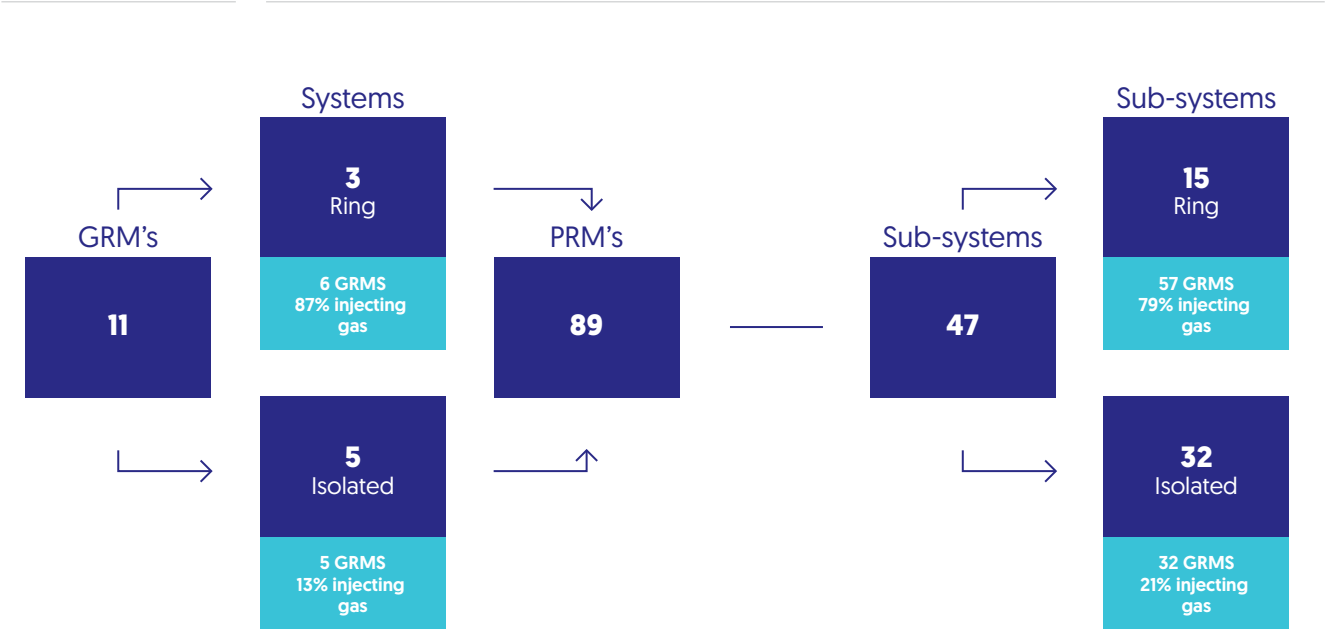 GRM's
11
Systems
3
Ring
6 GRMS
87% injecting
gas
5
Isolated
5 GRMS
13% injecting
gas
PRM's
89
Sub-systems
47
Sub-systems
15
Ring
57 GRMS
79% injecting
gas
32
Isolated
32 GRMS
21% injecting
gas